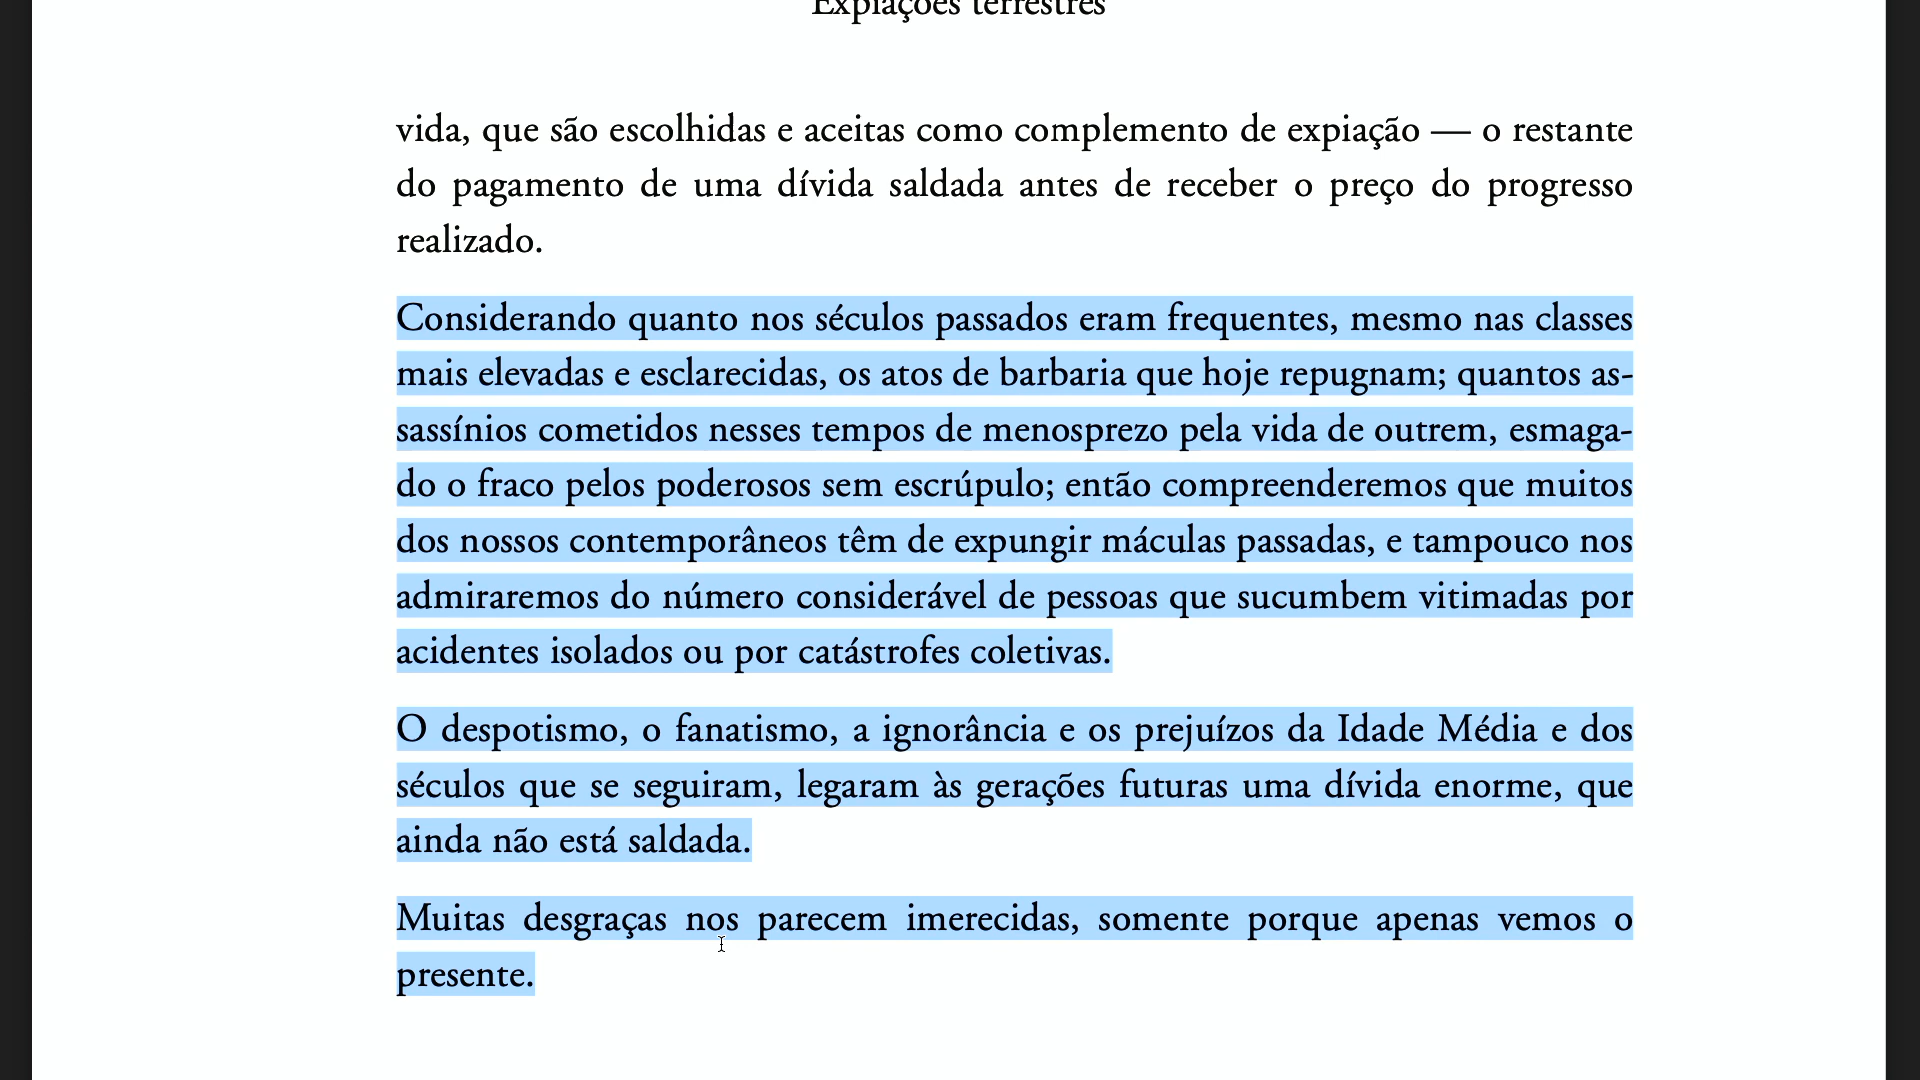 Expiações terrestres
vida, que são escolhidas e aceitas como complemento de expiação — o restante
do pagamento de uma dívida saldada antes de receber o preço do progresso
realizado.
Considerando quanto nos séculos passados eram frequentes, mesmo nas classes
mais elevadas e esclarecidas, os atos de barbaria que hoje repugnam; quantos as-
sassínios cometidos nesses tempos de menosprezo pela vida de outrem, esmaga-
do o fraco pelos poderosos sem escrúpulo; então compreenderemos que muitos
dos nossos contemporâneos têm de expungir máculas passadas, e tampouco nos
admiraremos do número considerável de pessoas que sucumbem vitimadas por
acidentes isolados ou por catástrofes coletivas.
O despotismo, o fanatismo, a ignorância e os prejuízos da Idade Média e dos
séculos que se seguiram, legaram às gerações futuras uma dívida enorme, que
ainda não está saldada.
Muitas desgraças nos parecem imerecidas, somente porque apenas vemos o
presente.